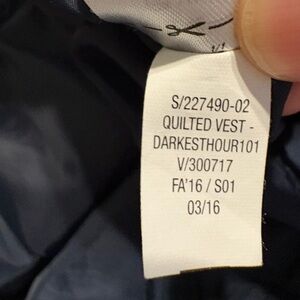 S/227490-02
QUILTED VEST -
DARKESTHOUR101
V/300717
FA'16 / S01
03/16